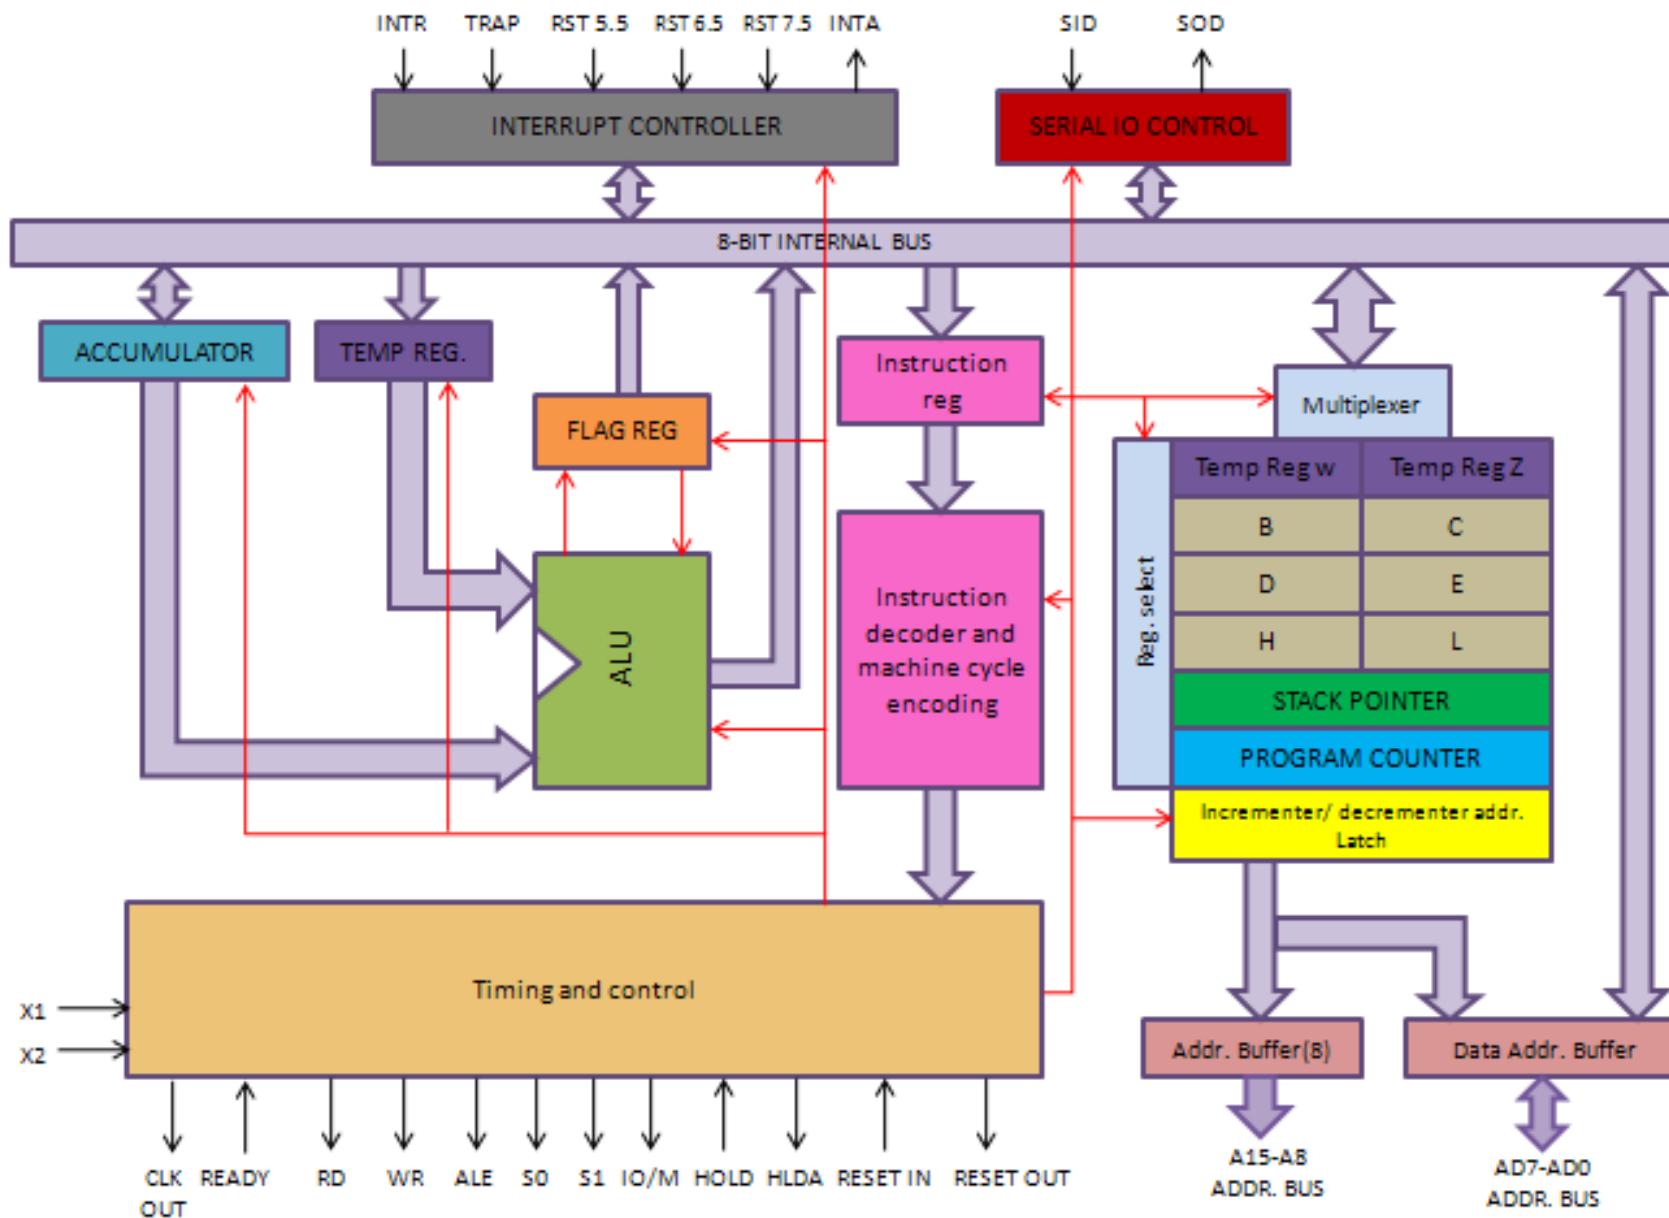 INTR TRAP RST 5.5 RST 6.5 RST 7.5 INTA SID SOD
INTERRUPT CONTROLLER
SERIAL IO CONTROL
8-BIT INTERNAL BUS
ACCUMULATOR
TEMP REG.
FLAG REG
ALU
Instruction
reg
Instruction
decoder and
machine cycle
encoding
Multiplexer
Reg. select
Temp Reg w
Temp Reg Z
B
C
D
E
H
L
STACK POINTER
PROGRAM COUNTER
Incrementer/ decrementer addr.
Latch
Timing and control
X1
X2
Addr. Buffer(8)
Data Addr. Buffer
CLK
OUT
READY
RD
WR
ALE
S0
S1
IO/M
HOLD
HLDA
RESET IN
RESET OUT
A15-A8
ADDR. BUS
AD7-AD0
ADDR. BUS